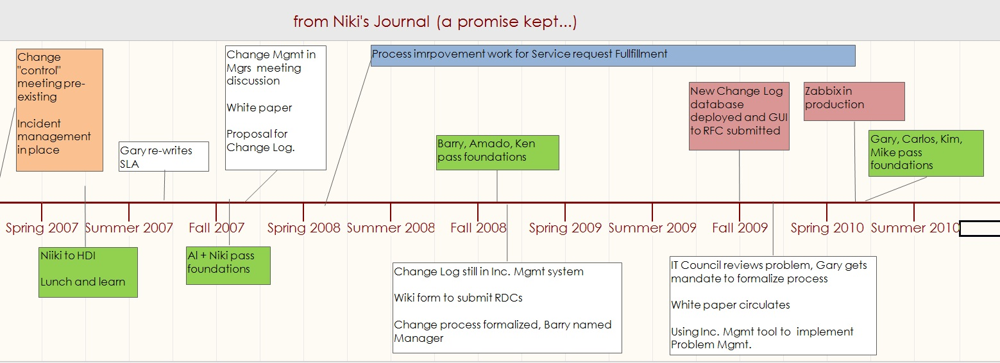 from Niki's Journal (a promise kept...)
Change
"control"
meeting pre-
existing
Incident
management
in place
Gary re-writes
SLA
Change Mgmt in
Mgrs meeting
discussion
White paper
Proposal for
Change Log.
Process imrpovement work for Service request Fullfillment
Barry, Amado, Ken
pass foundations
New Change Log
database
deployed and GUI
to RFC submitted
Zabbix in
production
Gary, Carlos, Kim,
Mike pass
foundations
Spring 2007 Summer 2007 Fall 2007 Spring 2008 Summer 2008 Fall 2008 Spring 2009 Summer 2009 Fall 2009 Spring 2010 Summer 2010
Niiki to HDI
Lunch and learn
Al + Niki pass
foundations
Change Log still in Inc. Mgmt system
Wiki form to submit RDCs
Change process formalized, Barry named
Manager
IT Council reviews problem, Gary gets
mandate to formalize process
White paper circulates
Using Inc. Mgmt tool to implement
Problem Mgmt.